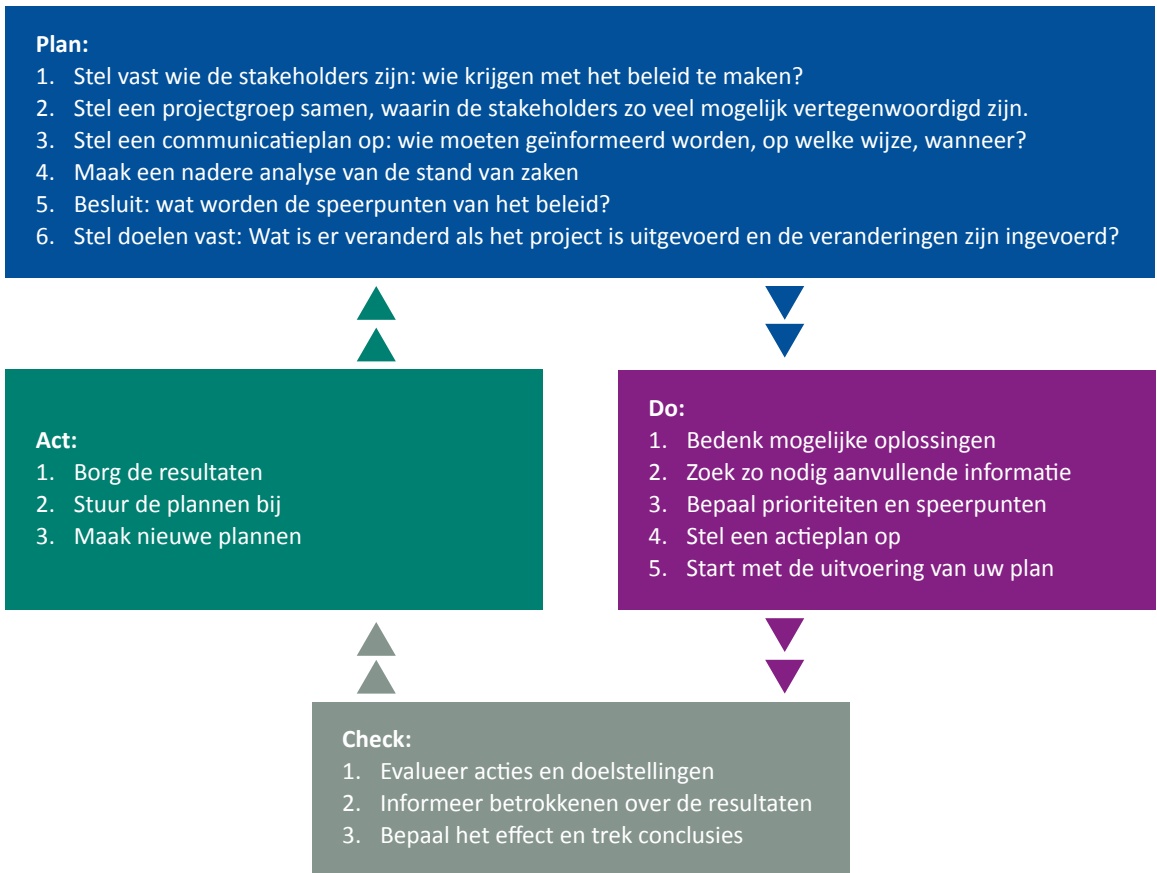 Plan:
1. Stel vast wie de stakeholders zijn: wie krijgen met het beleid te maken?
2. Stel een projectgroep samen, waarin de stakeholders zo veel mogelijk vertegenwoordigd zijn.
3. Stel een communicatieplan op: wie moeten geïnformeerd worden, op welke wijze, wanneer?
4. Maak een nadere analyse van de stand van zaken
5. Besluit: wat worden de speerpunten van het beleid?
6. Stel doelen vast: Wat is er veranderd als het project is uitgevoerd en de veranderingen zijn ingevoerd?
Act:
1. Borg de resultaten
2. Stuur de plannen bij
3. Maak nieuwe plannen
Do:
1. Bedenk mogelijke oplossingen
2. Zoek zo nodig aanvullende informatie
3. Bepaal prioriteiten en speerpunten
4. Stel een actieplan op
5. Start met de uitvoering van uw plan
Check:
1. Evalueer acties en doelstellingen
2. Informeer betrokkenen over de resultaten
3. Bepaal het effect en trek conclusies